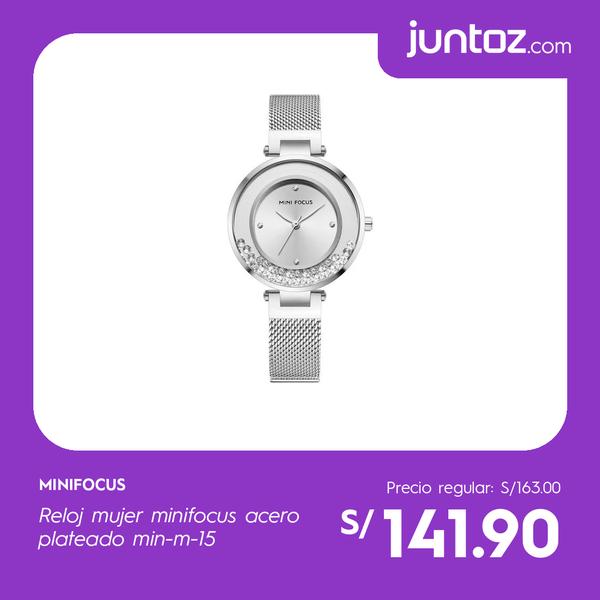 juntoz.com
MINI FOCUS
MINIFOCUS
Reloj mujer minifocus acero
plateado min-m-15
Precio regular: S/163.00
S/141.90